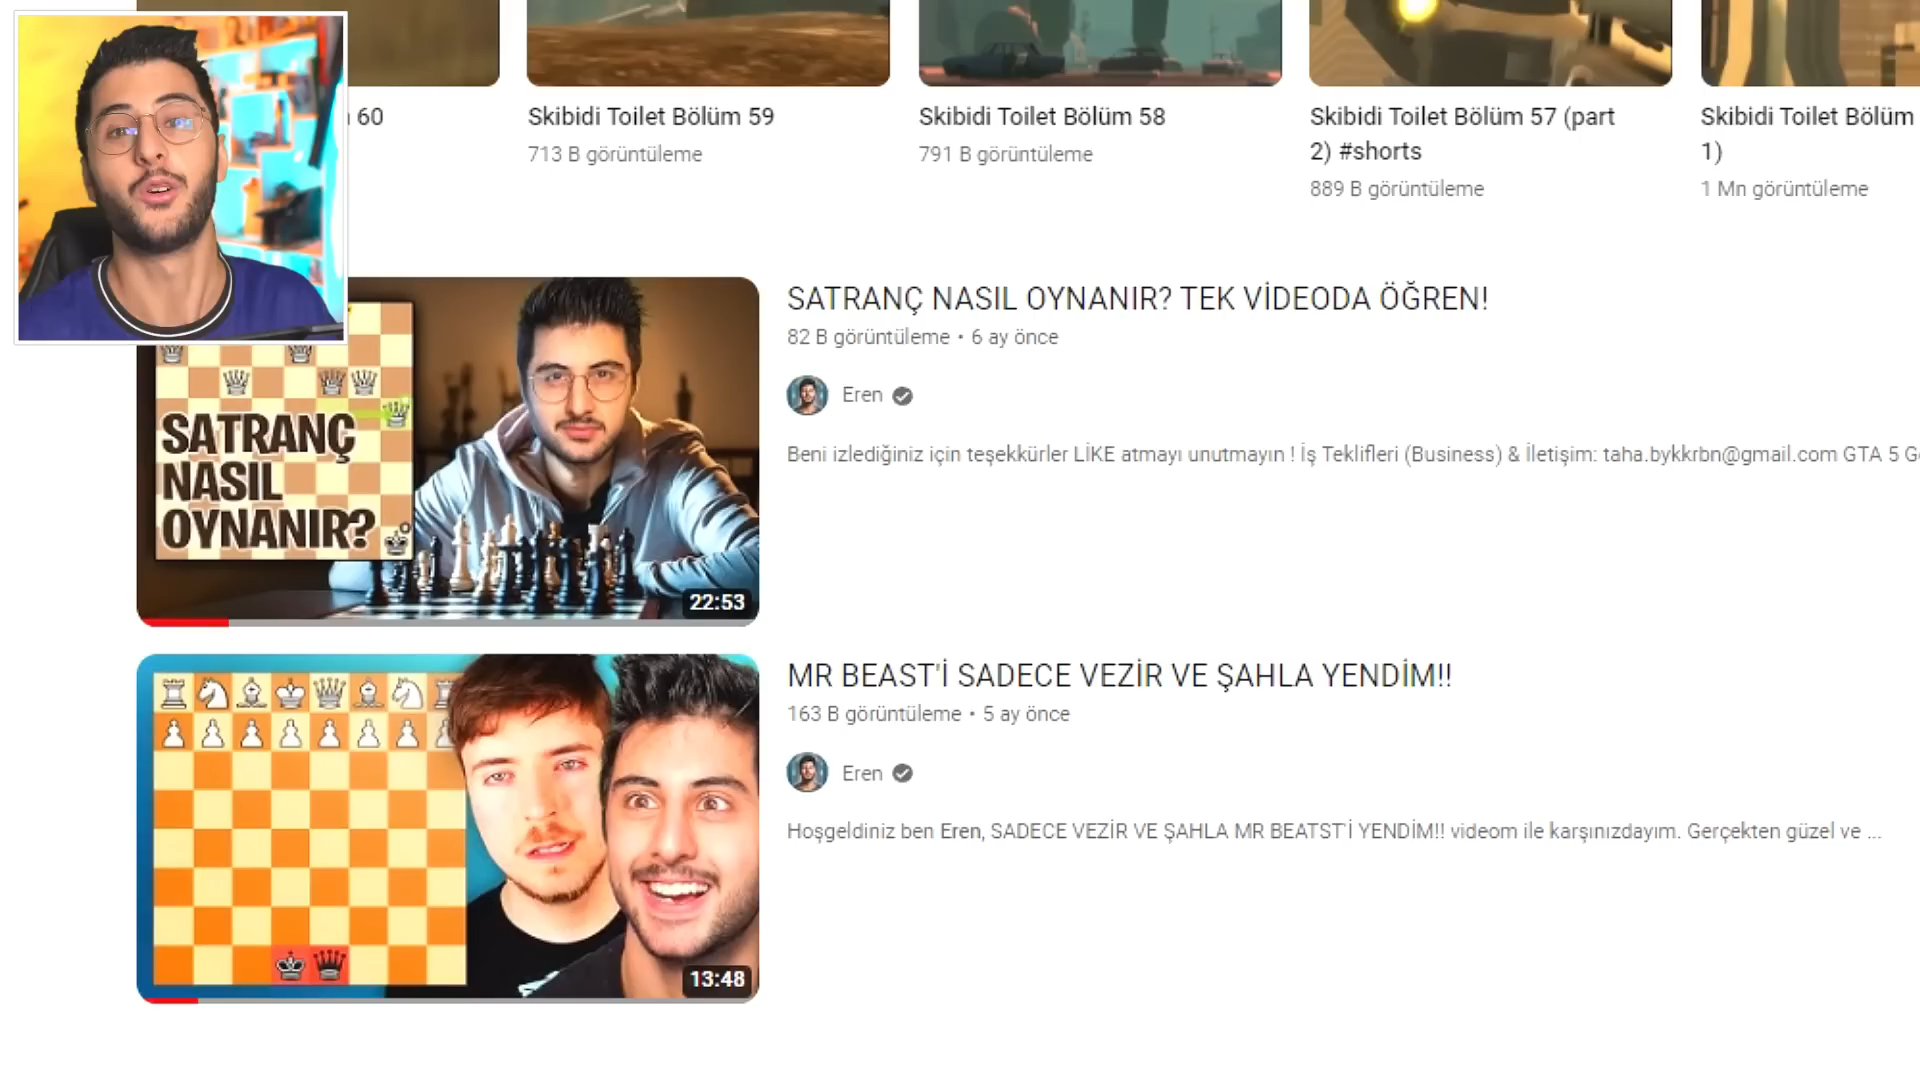 60
Skibidi Toilet Bölüm 59
713 B görüntüleme
Skibidi Toilet Bölüm 58
791 B görüntüleme
Skibidi Toilet Bölüm 57 (part
2) #shorts
889 B görüntüleme
Skibidi Toilet Bölüm
1)
1 Mn görüntüleme
SATRANÇ
NASIL
OYNANIR?
22:53
SATRANÇ NASIL OYNANIR? TEK VİDEODA ÖĞREN!
82 B görüntüleme • 6 ay önce
Eren
Beni izlediğiniz için teşekkürler LİKE atmayı unutmayın ! İş Teklifleri (Business) & İletişim: taha.bykkrbn@gmail.com GTA 5
13:48
MR BEAST'İ SADECE VEZİR VE ŞAHLA YENDİM!!
163 B görüntüleme • 5 ay önce
Eren
Hoşgeldiniz ben Eren, SADECE VEZİR VE ŞAHLA MR BEATST'İ YENDİM!! videom ile karşınızdayım. Gerçekten güzel ve ...